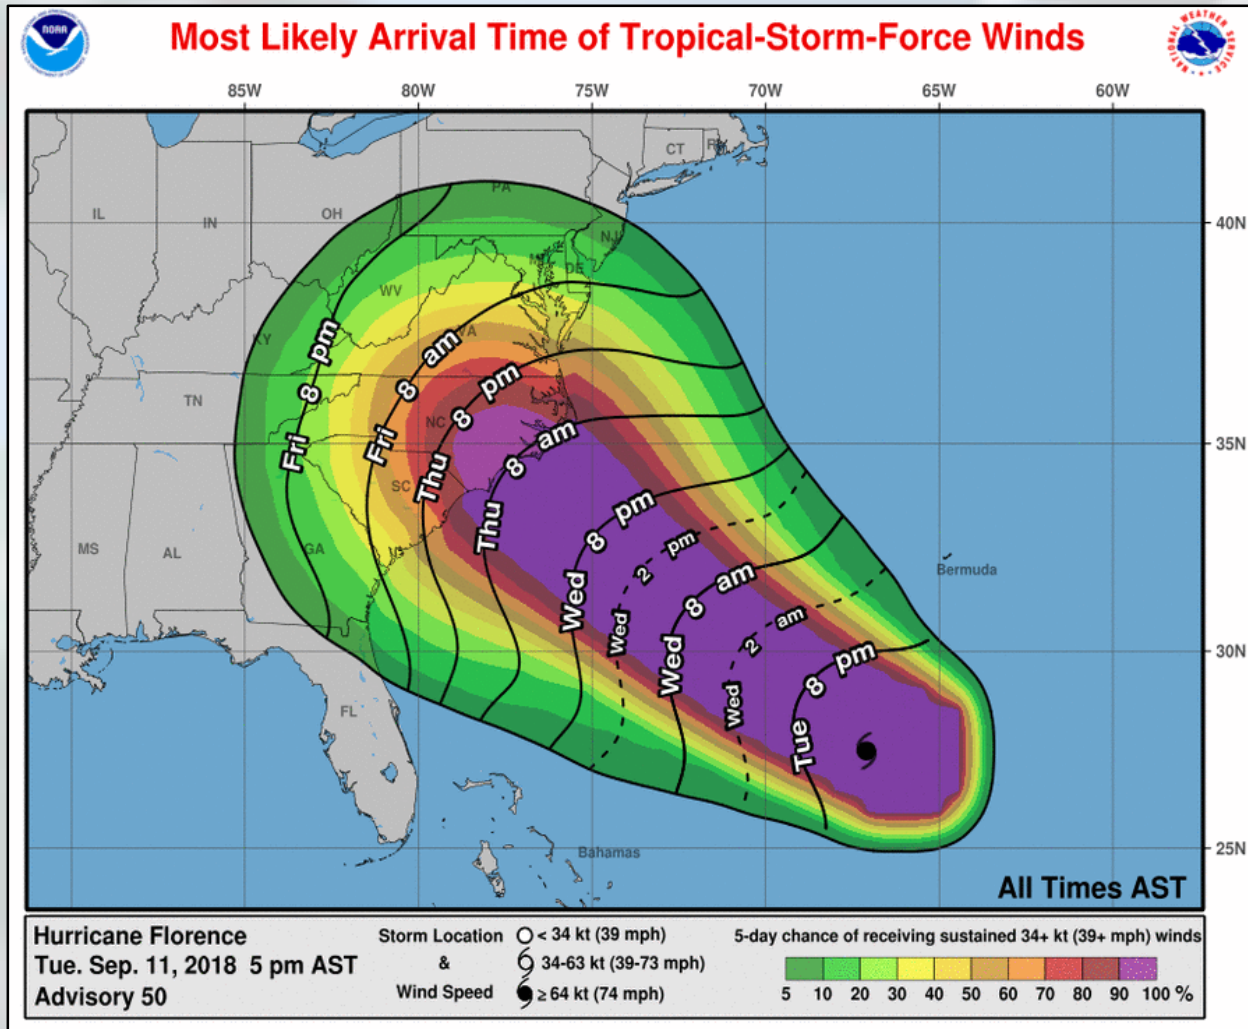 Most Likely Arrival Time of Tropical-Storm-Force Winds
NOAA
NATIONAL WEATHER SERVICE
85W 80W 75W 70W 65W 60W
CT
PA
IL
IN
OH
40N
NJ
DE
WV
KY
VA
TN
NC
35N
SC
MS
AL
GA
Bermuda
30N
FL
Bahamas
25N
Fri 8 pm
Fri 8 am
Thu 8 pm
Thu 8 am
Wed 8 pm
Wed 2 pm
Wed 8 am
Wed 2 am
Tue 8 pm
All Times AST
Hurricane Florence
Tue. Sep. 11, 2018 5 pm AST
Advisory 50
Storm Location
&
Wind Speed
< 34 kt (39 mph)
34-63 kt (39-73 mph)
≥ 64 kt (74 mph)
5-day chance of receiving sustained 34+ kt (39+ mph) winds
5 10 20 30 40 50 60 70 80 90 100 %